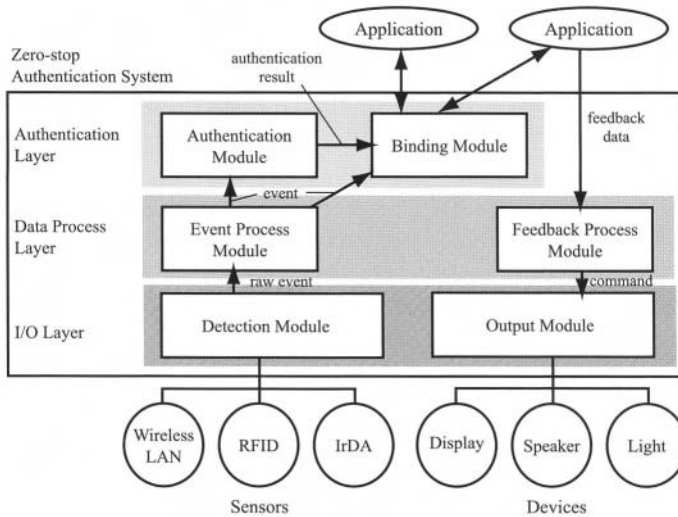 Application
Application
Zero-stop
Authentication System
authentication
result
Authentication
Layer
Authentication
Module
Binding Module
feedback
data
event
Data Process
Layer
Event Process
Module
Feedback Process
Module
raw event
command
I/O Layer
Detection Module
Output Module
Wireless
LAN
RFID
IrDA
Display
Speaker
Light
Sensors
Devices